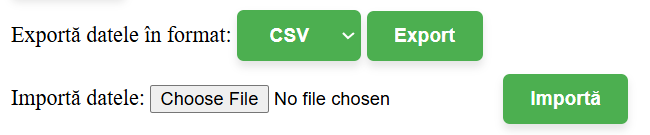 Exportă datele în format: CSV Export
Importă datele: Choose File No file chosen Importă